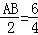 AB/2 = 6/4